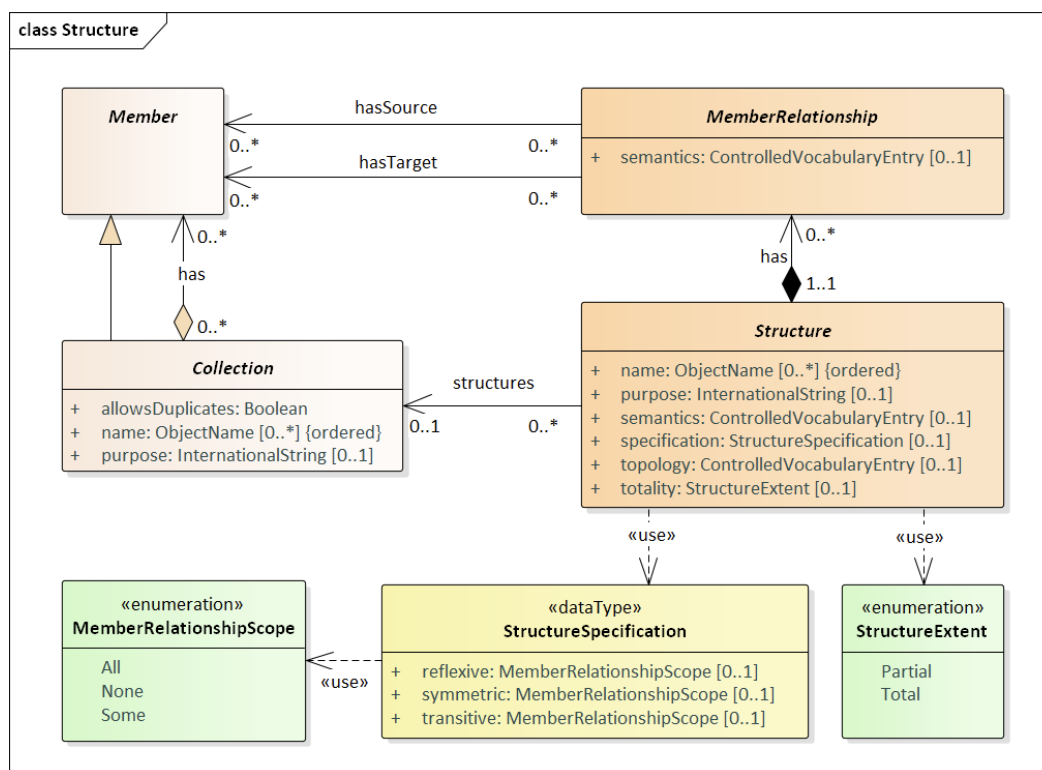 class Structure
Member
hasSource
0..*
0..*
hasTarget
0..*
0..*
MemberRelationship
+ semantics: ControlledVocabularyEntry [0..1]
0..*
has
0..*
0..*
has
1..1
Collection
+ allowsDuplicates: Boolean
+ name: ObjectName [0..*] {ordered}
+ purpose: InternationalString [0..1]
structures
0..1
0..*
Structure
+ name: ObjectName [0..*] {ordered}
+ purpose: InternationalString [0..1]
+ semantics: ControlledVocabularyEntry [0..1]
+ specification: StructureSpecification [0..1]
+ topology: ControlledVocabularyEntry [0..1]
+ totality: StructureExtent [0..1]
«use»
«use»
«enumeration»
MemberRelationshipScope
All
None
Some
«use»
«dataType»
StructureSpecification
+ reflexive: MemberRelationshipScope [0..1]
+ symmetric: MemberRelationshipScope [0..1]
+ transitive: MemberRelationshipScope [0..1]
«enumeration»
StructureExtent
Partial
Total